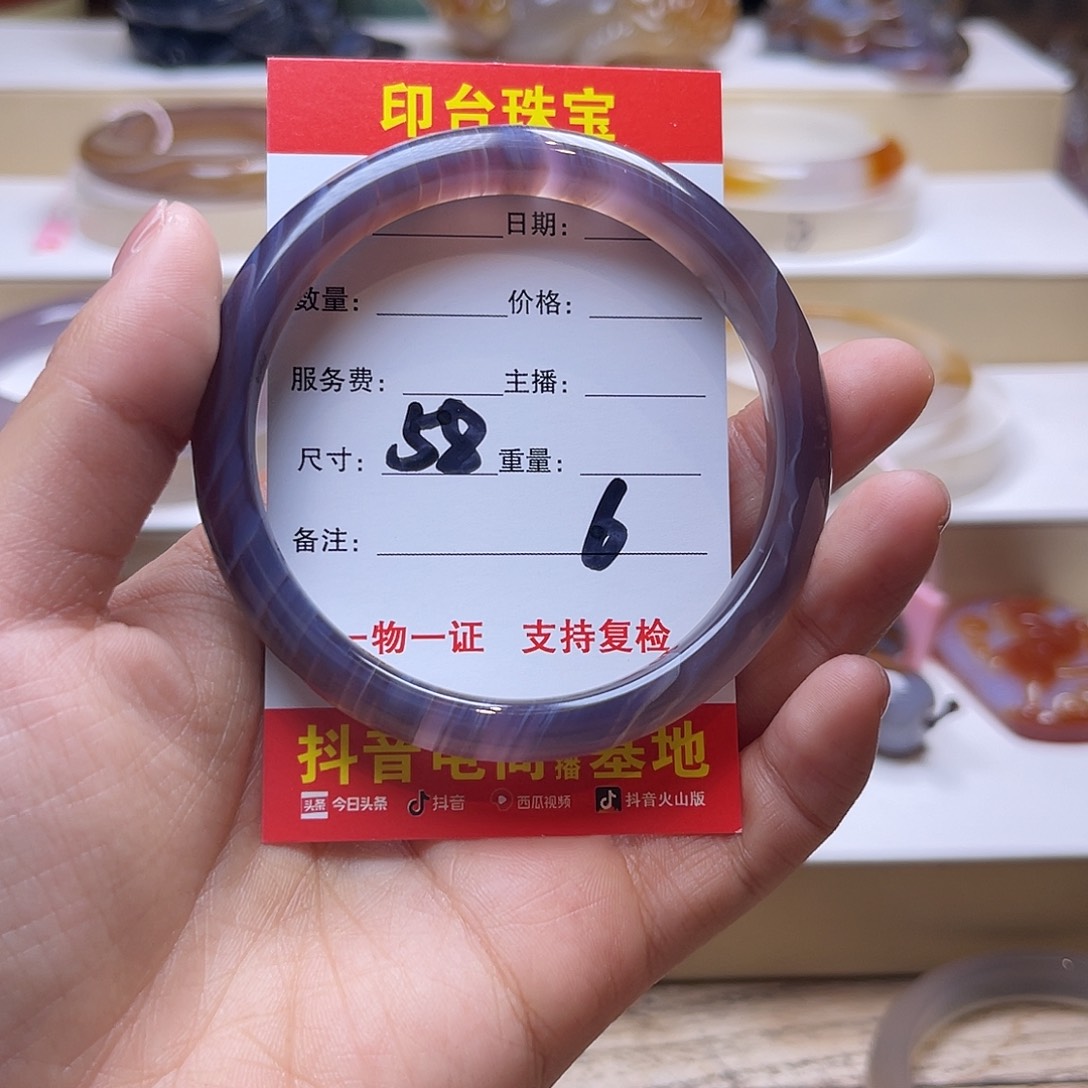 印台珠宝
日期：
数量： 价格：
服务费： 主播：
尺寸： 58 重量：
6
备注：
一物一证 支持复检
抖音电商直播基地
头条 今日头条 抖音 西瓜视频 抖音火山版